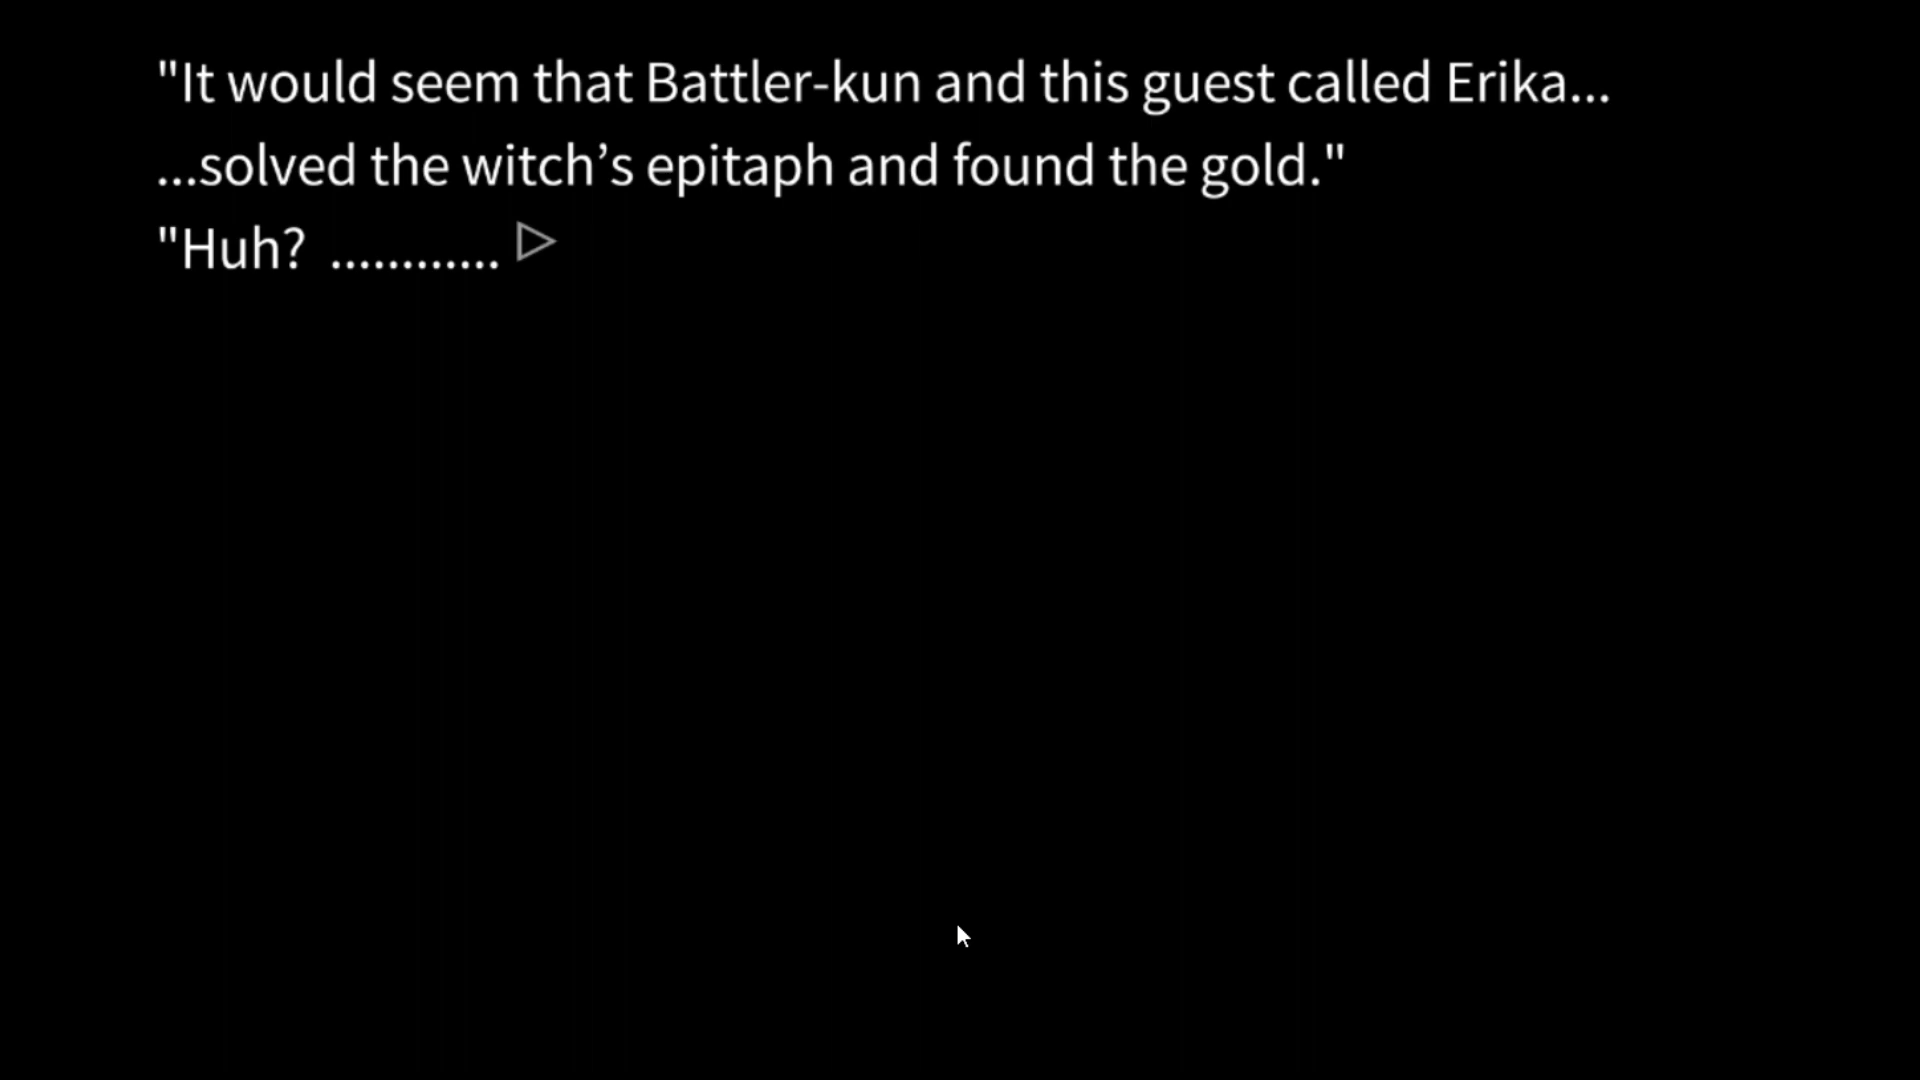 "It would seem that Battler-kun and this guest called Erika...
...solved the witch’s epitaph and found the gold."
"Huh? ............